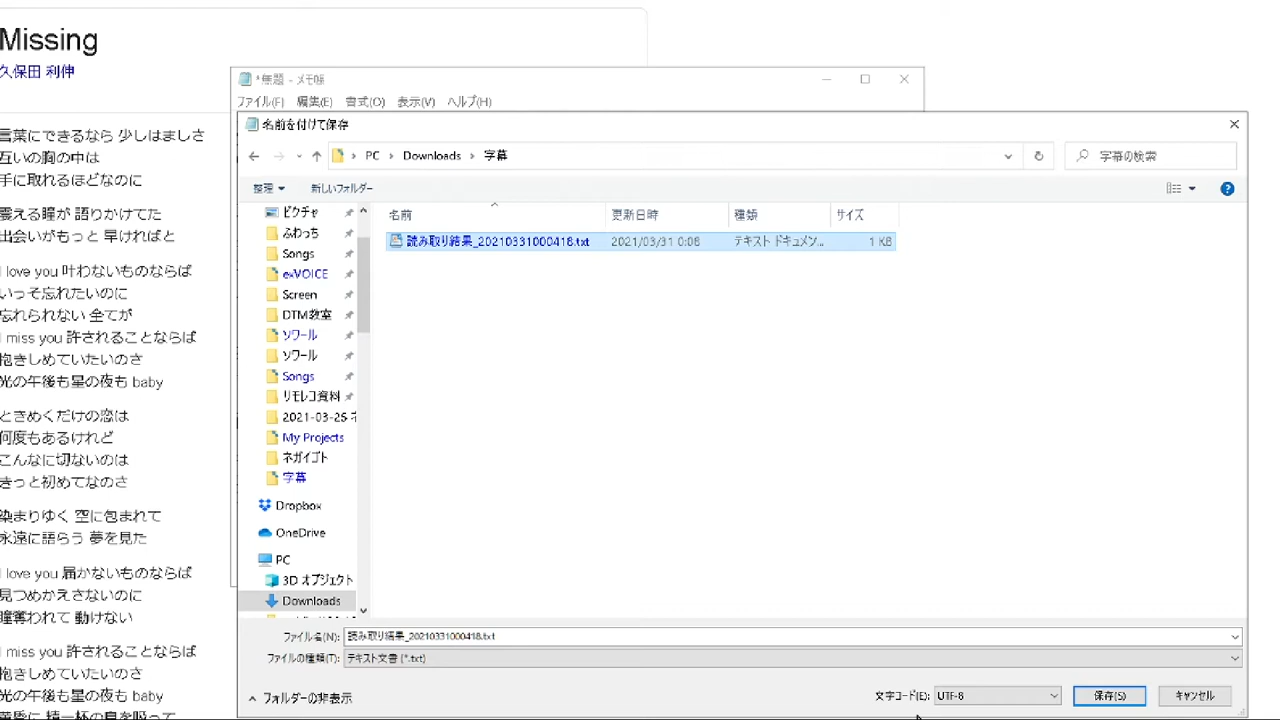 Missing
久保田 利伸
言葉にできるなら 少しはましさ
互いの胸の中は
手に取れるほどなのに
震える瞳が 語りかけてた
出会いがもっと 早ければと
I love you 叶わないものならば
いっそ忘れたいのに
忘れられない 全てが
I miss you 許されることならば
抱きしめていたいのさ
光の午後も星の夜も baby
ときめくだけの恋は
何度もあるけれど
こんなに切ないのは
きっと初めてなのさ
染まりゆく 空に包まれて
永遠に語らう 夢を見た
I love you 届かないものならば
見つめかえさないのに
瞳奪われて 動けない
I miss you 許されることならば
抱きしめていたいのさ
光の午後も星の夜も baby
黄昏に 精一杯の息を吸って
*無題 - メモ帳
ファイル(F) 編集(E) 書式(O) 表示(V) ヘルプ(H)
名前を付けて保存
PC > Downloads > 字幕
字幕の検索
整理 新しいフォルダー
名前 更新日時 種類 サイズ
読み取り結果_20210331000418.txt 2021/03/31 0:08 テキスト ドキュメン... 1 KB
ピクチャ
ふわっち
Songs
exVOICE
Screen
DTM教室
ソワール
ソワール
Songs
リモレコ資料
2021-03-25 ネ
My Projects
ネガイゴト
字幕
Dropbox
OneDrive
PC
3D オブジェクト
Downloads
ファイル名(N): 読み取り結果_20210331000418.txt
ファイルの種類(T): テキスト文書 (*.txt)
フォルダーの非表示
文字コード(E): UTF-8 保存(S) キャンセル